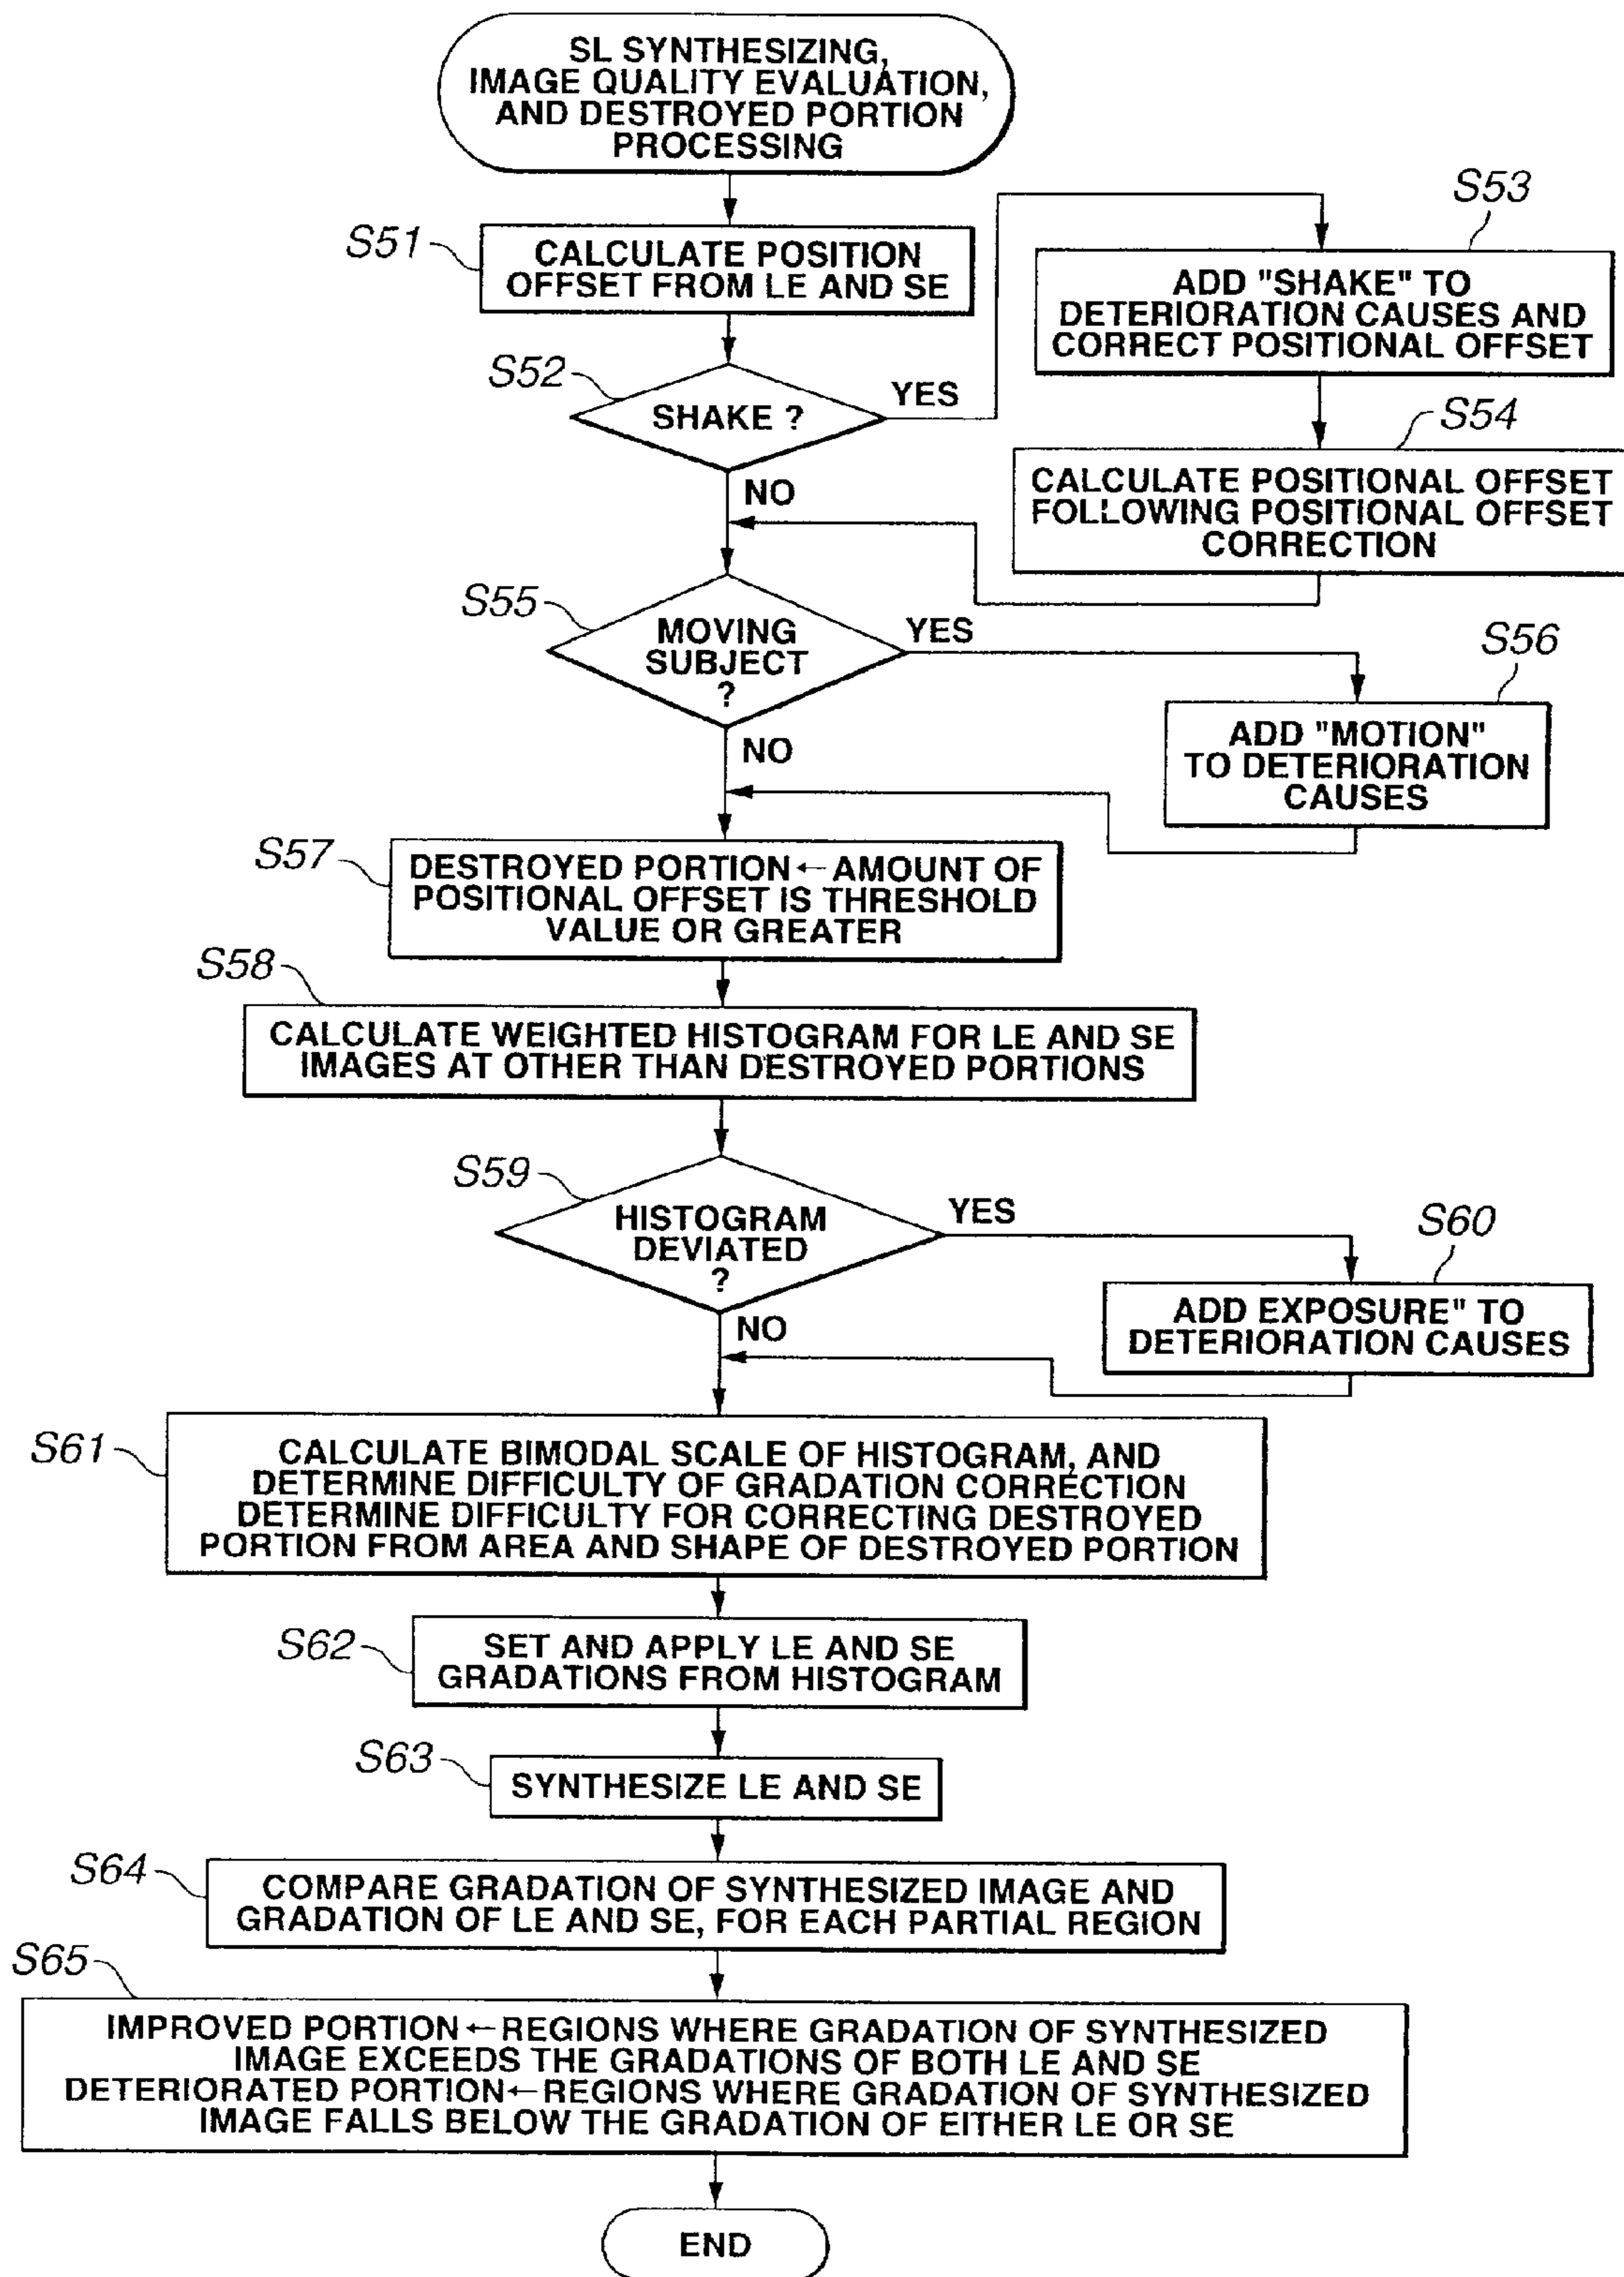 SL SYNTHESIZING,
IMAGE QUALITY EVALUATION,
AND DESTROYED PORTION
PROCESSING
S51
CALCULATE POSITION
OFFSET FROM LE AND SE
S52
SHAKE ?
YES
NO
S53
ADD "SHAKE" TO
DETERIORATION CAUSES AND
CORRECT POSITIONAL OFFSET
S54
CALCULATE POSITIONAL OFFSET
FOLLOWING POSITIONAL OFFSET
CORRECTION
S55
MOVING
SUBJECT
?
YES
NO
S56
ADD "MOTION"
TO DETERIORATION
CAUSES
S57
DESTROYED PORTION←AMOUNT OF
POSITIONAL OFFSET IS THRESHOLD
VALUE OR GREATER
S58
CALCULATE WEIGHTED HISTOGRAM FOR LE AND SE
IMAGES AT OTHER THAN DESTROYED PORTIONS
S59
HISTOGRAM
DEVIATED
?
YES
NO
S60
ADD EXPOSURE" TO
DETERIORATION CAUSES
S61
CALCULATE BIMODAL SCALE OF HISTOGRAM, AND
DETERMINE DIFFICULTY OF GRADATION CORRECTION
DETERMINE DIFFICULTY FOR CORRECTING DESTROYED
PORTION FROM AREA AND SHAPE OF DESTROYED PORTION
S62
SET AND APPLY LE AND SE
GRADATIONS FROM HISTOGRAM
S63
SYNTHESIZE LE AND SE
S64
COMPARE GRADATION OF SYNTHESIZED IMAGE AND
GRADATION OF LE AND SE, FOR EACH PARTIAL REGION
S65
IMPROVED PORTION←REGIONS WHERE GRADATION OF SYNTHESIZED
IMAGE EXCEEDS THE GRADATIONS OF BOTH LE AND SE
DETERIORATED PORTION←REGIONS WHERE GRADATION OF SYNTHESIZED
IMAGE FALLS BELOW THE GRADATION OF EITHER LE OR SE
END